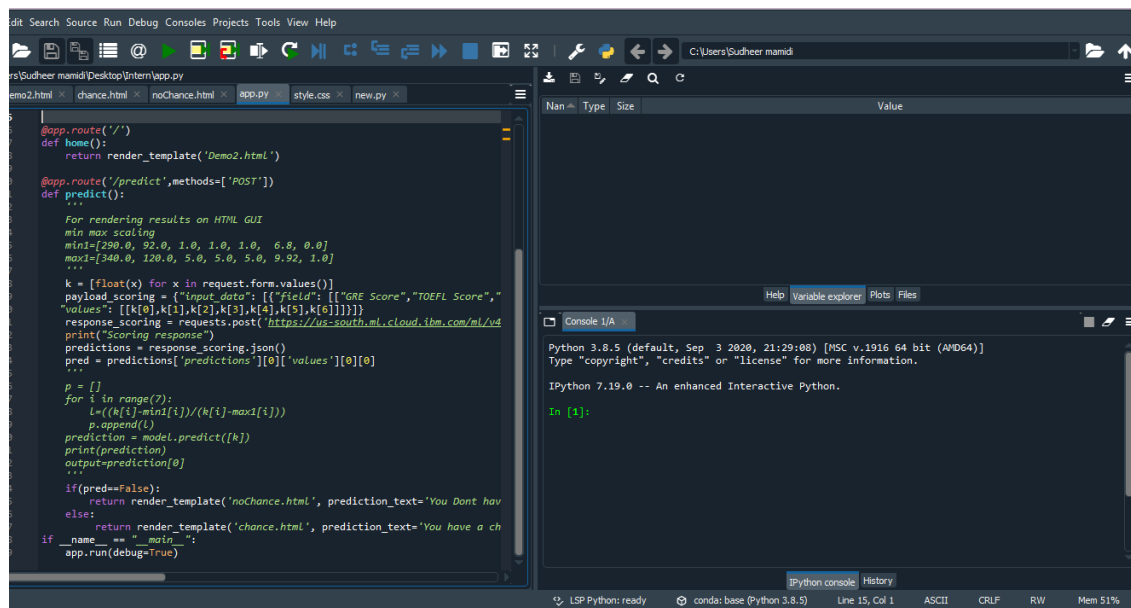 dit Search Source Run Debug Consoles Projects Tools View Help
C:\Users\Sudheer mamidi
ers\Sudheer mamidi\Desktop\Intern\app.py
emo2.html chance.html noChance.html app.py style.css new.py
@app.route('/')
def home():
return render_template('Demo2.html')
@app.route('/predict',methods=['POST'])
def predict():
'''
For rendering results on HTML GUI
min max scaling
min1=[290.0, 92.0, 1.0, 1.0, 1.0, 6.8, 0.0]
max1=[340.0, 120.0, 5.0, 5.0, 5.0, 9.92, 1.0]
'''
k = [float(x) for x in request.form.values()]
payload_scoring = {"input_data": [{"field": [["GRE Score","TOEFL Score","
"values": [[k[0],k[1],k[2],k[3],k[4],k[5],k[6]]]}]}
response_scoring = requests.post('https://us-south.ml.cloud.ibm.com/ml/v4
print("Scoring response")
predictions = response_scoring.json()
pred = predictions['predictions'][0]['values'][0][0]
'''
p = []
for i in range(7):
l=((k[i]-min1[i])/(k[i]-max1[i]))
p.append(l)
prediction = model.predict([k])
print(prediction)
output=prediction[0]
'''
if(pred==False):
return render_template('noChance.html', prediction_text='You Dont hav
else:
return render_template('chance.html', prediction_text='You have a ch
if __name__ == "__main__":
app.run(debug=True)
Nan Type Size Value
Help Variable explorer Plots Files
Console 1/A
Python 3.8.5 (default, Sep 3 2020, 21:29:08) [MSC v.1916 64 bit (AMD64)]
Type "copyright", "credits" or "license" for more information.
IPython 7.19.0 -- An enhanced Interactive Python.
In [1]:
IPython console History
LSP Python: ready conda: base (Python 3.8.5) Line 15, Col 1 ASCII CRLF RW Mem 51%